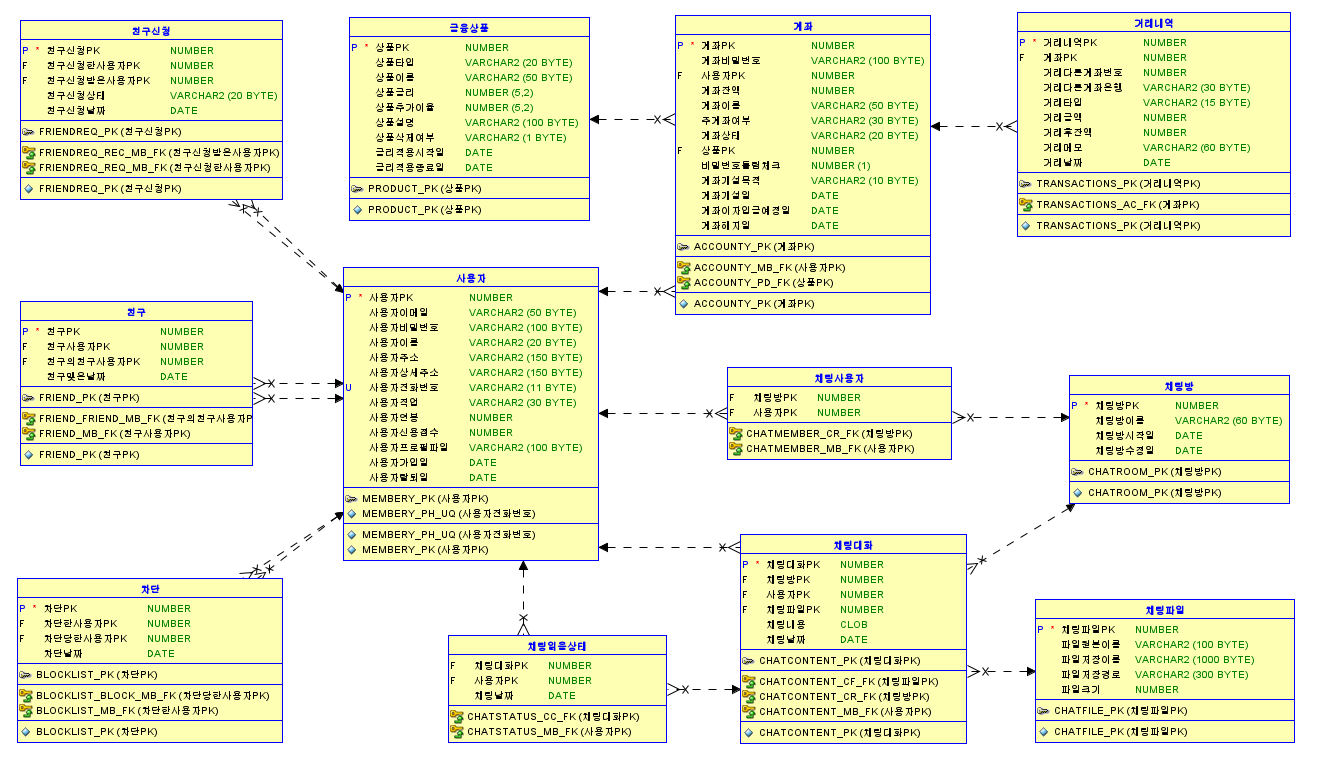 친구신청
P * 친구신청PK NUMBER
F 친구신청한사용자PK NUMBER
F 친구신청받은사용자PK NUMBER
친구신청상태 VARCHAR2 (20 BYTE)
친구신청날짜 DATE
FRIENDREQ_PK (친구신청PK)
FRIENDREQ_REC_MB_FK (친구신청받은사용자PK)
FRIENDREQ_REQ_MB_FK (친구신청한사용자PK)
FRIENDREQ_PK (친구신청PK)
금융상품
P * 상품PK NUMBER
상품타입 VARCHAR2 (20 BYTE)
상품이름 VARCHAR2 (50 BYTE)
상품금리 NUMBER (5,2)
상품추가이율 NUMBER (5,2)
상품설명 VARCHAR2 (100 BYTE)
상품삭제여부 VARCHAR2 (1 BYTE)
금리적용시작일 DATE
금리적용종료일 DATE
PRODUCT_PK (상품PK)
PRODUCT_PK (상품PK)
계좌
P * 계좌PK NUMBER
계좌비밀번호 VARCHAR2 (100 BYTE)
F 사용자PK NUMBER
계좌잔액 NUMBER
계좌이름 VARCHAR2 (50 BYTE)
주계좌여부 VARCHAR2 (30 BYTE)
계좌상태 VARCHAR2 (20 BYTE)
F 상품PK NUMBER
비밀번호틀림체크 NUMBER (1)
계좌개설목적 VARCHAR2 (10 BYTE)
계좌개설일 DATE
계좌이자입금예정일 DATE
계좌해지일 DATE
ACCOUNTY_PK (계좌PK)
ACCOUNTY_MB_FK (사용자PK)
ACCOUNTY_PD_FK (상품PK)
ACCOUNTY_PK (계좌PK)
거래내역
P * 거래내역PK NUMBER
F 계좌PK NUMBER
거래다른계좌번호 NUMBER
거래다른계좌은행 VARCHAR2 (30 BYTE)
거래타입 VARCHAR2 (15 BYTE)
거래금액 NUMBER
거래후잔액 NUMBER
거래메모 VARCHAR2 (60 BYTE)
거래날짜 DATE
TRANSACTIONS_PK (거래내역PK)
TRANSACTIONS_AC_FK (계좌PK)
TRANSACTIONS_PK (거래내역PK)
사용자
P * 사용자PK NUMBER
사용자이메일 VARCHAR2 (50 BYTE)
사용자비밀번호 VARCHAR2 (100 BYTE)
사용자이름 VARCHAR2 (20 BYTE)
사용자주소 VARCHAR2 (150 BYTE)
사용자상세주소 VARCHAR2 (150 BYTE)
U 사용자전화번호 VARCHAR2 (11 BYTE)
사용자직업 VARCHAR2 (30 BYTE)
사용자연봉 NUMBER
사용자신용점수 NUMBER
사용자프로필파일 VARCHAR2 (100 BYTE)
사용자가입일 DATE
사용자탈퇴일 DATE
MEMBERY_PK (사용자PK)
MEMBERY_PH_UQ (사용자전화번호)
MEMBERY_PH_UQ (사용자전화번호)
MEMBERY_PK (사용자PK)
친구
P * 친구PK NUMBER
F 친구사용자PK NUMBER
F 친구의친구사용자PK NUMBER
친구맺은날짜 DATE
FRIEND_PK (친구PK)
FRIEND_FRIEND_MB_FK (친구의친구사용자P
FRIEND_MB_FK (친구사용자PK)
FRIEND_PK (친구PK)
채팅사용자
F 채팅방PK NUMBER
F 사용자PK NUMBER
CHATMEMBER_CR_FK (채팅방PK)
CHATMEMBER_MB_FK (사용자PK)
채팅방
P * 채팅방PK NUMBER
채팅방이름 VARCHAR2 (60 BYTE)
채팅방시작일 DATE
채팅방수정일 DATE
CHATROOM_PK (채팅방PK)
CHATROOM_PK (채팅방PK)
차단
P * 차단PK NUMBER
F 차단한사용자PK NUMBER
F 차단당한사용자PK NUMBER
차단날짜 DATE
BLOCKLIST_PK (차단PK)
BLOCKLIST_BLOCK_MB_FK (차단당한사용자PK)
BLOCKLIST_MB_FK (차단한사용자PK)
BLOCKLIST_PK (차단PK)
채팅읽음상태
F 채팅대화PK NUMBER
F 사용자PK NUMBER
채팅날짜 DATE
CHATSTATUS_CC_FK (채팅대화PK)
CHATSTATUS_MB_FK (사용자PK)
채팅대화
P * 채팅대화PK NUMBER
F 채팅방PK NUMBER
F 사용자PK NUMBER
F 채팅파일PK NUMBER
채팅내용 CLOB
채팅날짜 DATE
CHATCONTENT_PK (채팅대화PK)
CHATCONTENT_CF_FK (채팅파일PK)
CHATCONTENT_CR_FK (채팅방PK)
CHATCONTENT_MB_FK (사용자PK)
CHATCONTENT_PK (채팅대화PK)
채팅파일
P * 채팅파일PK NUMBER
파일원본이름 VARCHAR2 (100 BYTE)
파일저장이름 VARCHAR2 (1000 BYTE)
파일저장경로 VARCHAR2 (300 BYTE)
파일크기 NUMBER
CHATFILE_PK (채팅파일PK)
CHATFILE_PK (채팅파일PK)